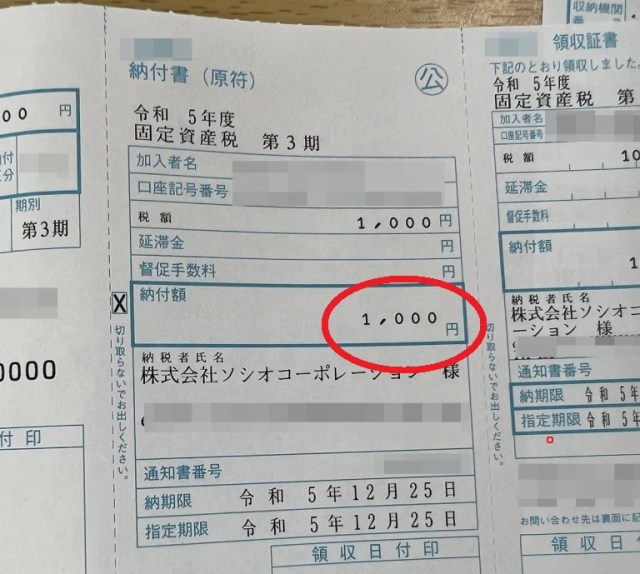 ００円
期別
第3期
0000
日付印
納付書（原符）
公
令和 5年度
固定資産税 第3期
加入者名
口座記号番号
税額 1,000円
延滞金 円
督促手数料 円
納付額 1,000円
X
切り取らないでお出しください。
納税者氏名
株式会社ソシオコーポレーション 様
通知書番号
納期限 令和 5年12月25日
指定期限 令和 5年12月25日
領収日付印
収納機関
領収証書
下記のとおり領収しました。
令和 5年度
固定資産税 第
加入者名
口座記号番号
税額 10
延滞金
督促手数料
納付額 1
切り取らないでお出しください。
納税者氏名
株式会社ソシオコ
ーション 様
通知書番号
納期限 令和 5年
指定期限 令和 5年
お問い合わせ先は裏面に記
領収日